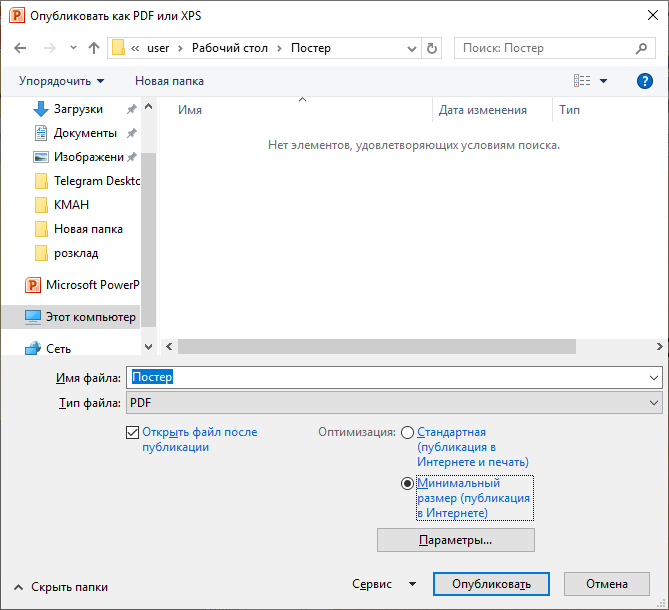 Опубликовать как PDF или XPS
« user > Рабочий стол > Постер
Поиск: Постер
Упорядочить
Новая папка
Загрузки
Документы
Изображени
Telegram Deskto
КМАН
Новая папка
розклад
Microsoft PowerP
Этот компьютер
Сеть
Имя
Дата изменения
Тип
Нет элементов, удовлетворяющих условиям поиска.
Имя файла: Постер
Тип файла: PDF
Открыть файл после
публикации
Оптимизация:
Стандартная
(публикация в
Интернете и печать)
Минимальный
размер (публикация
в Интернете)
Параметры...
Скрыть папки
Сервис
Опубликовать
Отмена